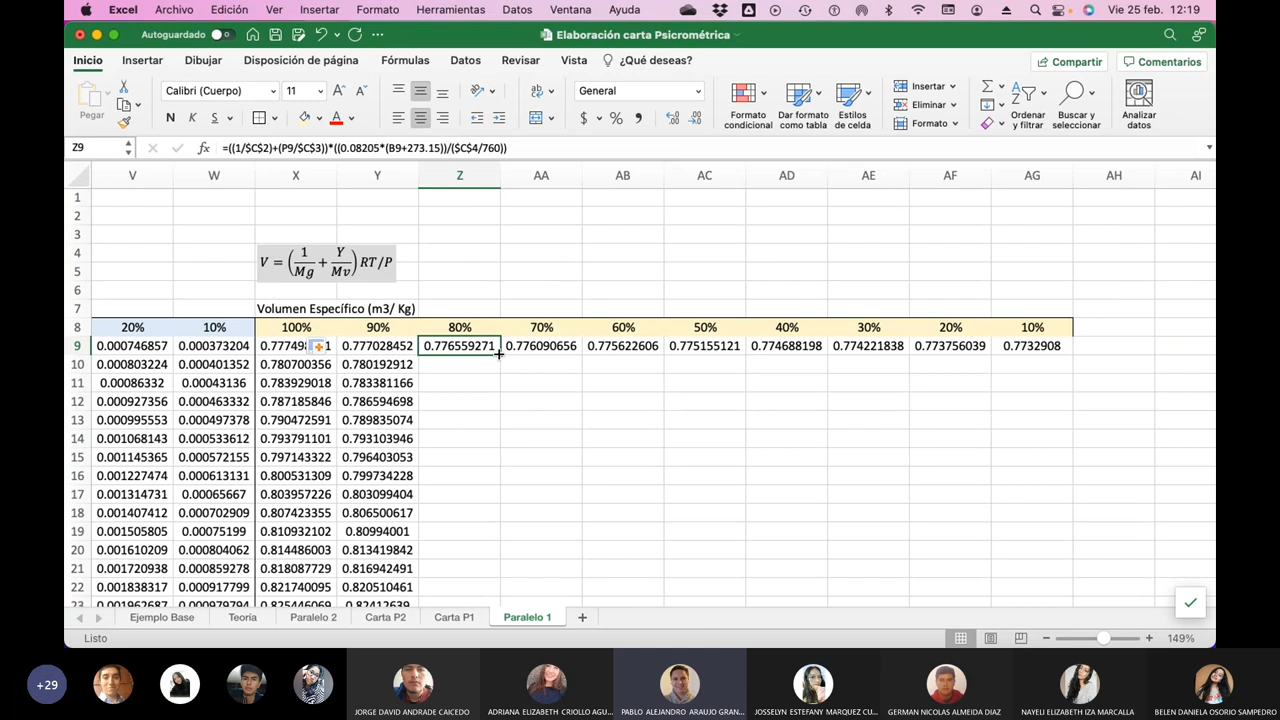 Excel Archivo Edición Ver Insertar Formato Herramientas Datos Ventana Ayuda Vie 25 feb. 12:19
Autoguardado Elaboración carta Psicrométrica
Inicio Insertar Dibujar Disposición de página Fórmulas Datos Revisar Vista ¿Qué deseas? Compartir Comentarios
Pegar
Calibri (Cuerpo) 11
N K S
General
$ % 9
Formato condicional
Dar formato como tabla
Estilos de celda
Insertar
Eliminar
Formato
Ordenar y filtrar
Buscar y seleccionar
Analizar datos
Z9 fx =((1/$C$2)+(P9/$C$3))*((0.08205*(B9+273.15))/($C$4/760))
V W X Y Z AA AB AC AD AE AF AG AH AI
1
2
3
4
5
V = (1/Mg + Y/Mv) RT/P
6
7 Volumen Específico (m3/ Kg)
8 20% 10% 100% 90% 80% 70% 60% 50% 40% 30% 20% 10%
9 0.000746857 0.000373204 0.77749 1 0.777028452 0.776559271 0.776090656 0.775622606 0.775155121 0.774688198 0.774221838 0.773756039 0.7732908
10 0.000803224 0.000401352 0.780700356 0.780192912
11 0.00086332 0.00043136 0.783929018 0.783381166
12 0.000927356 0.000463332 0.787185846 0.786594698
13 0.000995553 0.000497378 0.790472591 0.789835074
14 0.001068143 0.000533612 0.793791101 0.793103946
15 0.001145365 0.000572155 0.797143322 0.796403053
16 0.001227474 0.000613131 0.800531309 0.799734228
17 0.001314731 0.00065667 0.803957226 0.803099404
18 0.001407412 0.000702909 0.807423355 0.806500617
19 0.001505805 0.00075199 0.810932102 0.80994001
20 0.001610209 0.000804062 0.814486003 0.813419842
21 0.001720938 0.000859278 0.818087729 0.816942491
22 0.001838317 0.000917799 0.821740095 0.820510461
23 0.001962687 0.000979794 0.825446069 0.82412639
Ejemplo Base Teoría Paralelo 2 Carta P2 Carta P1 Paralelo 1
Listo 149%
+29
JORGE DAVID ANDRADE CAICEDO
ADRIANA ELIZABETH CRIOLLO AGU...
PABLO ALEJANDRO ARAUJO GRAN...
JOSSELYN ESTEFANY MARQUEZ CU...
GERMAN NICOLAS ALMEIDA DIAZ
NAYELI ELIZABETH IZA MARCALLA
BELEN DANIELA OSORIO SAMPEDRO